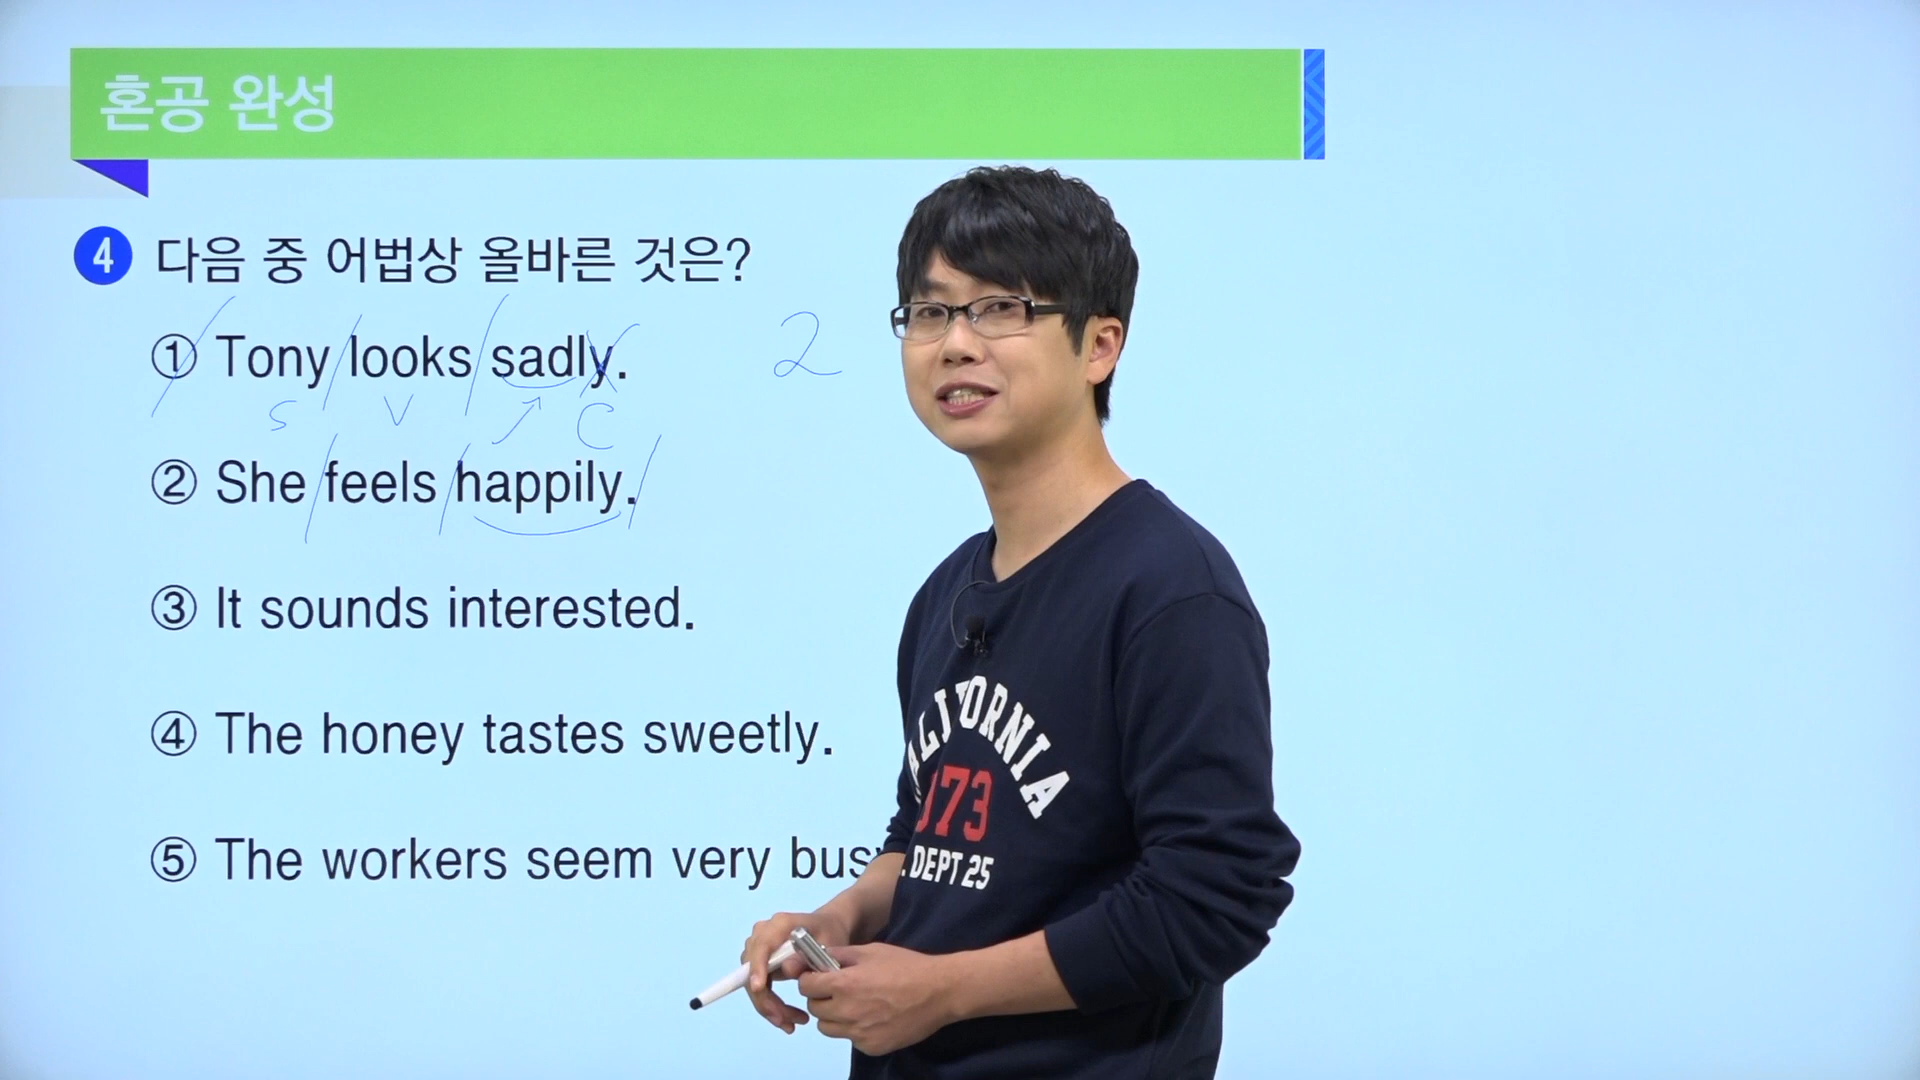 혼공 완성
4 다음 중 어법상 올바른 것은?
① Tony looks sadly. 2
S V C
② She feels happily.
③ It sounds interested.
④ The honey tastes sweetly.
⑤ The workers seem very
CALIFORNIA
973
DEPT 25